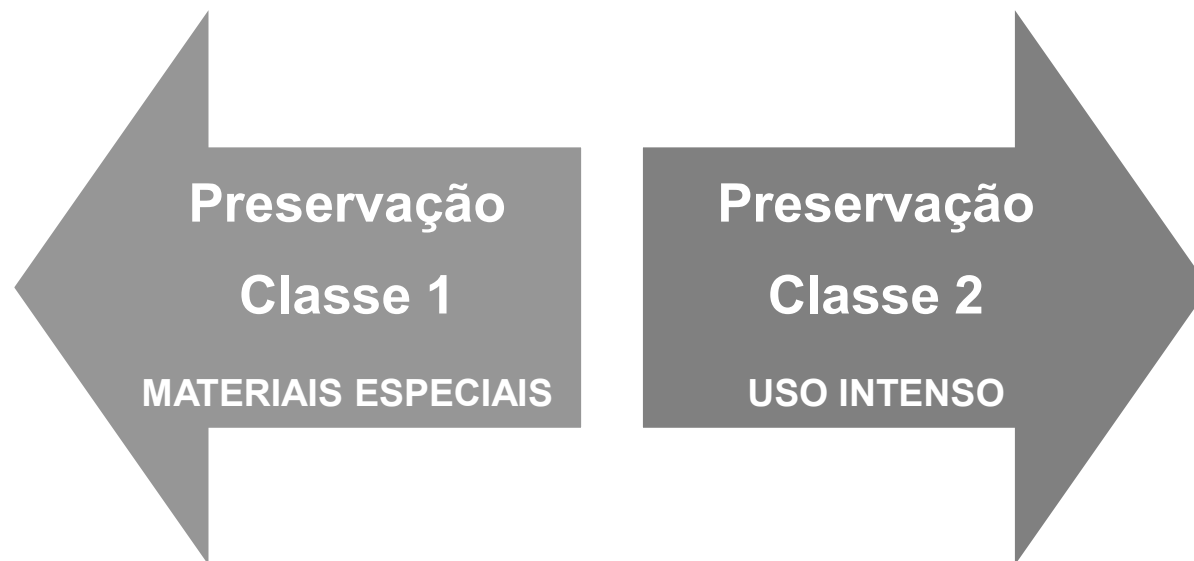 Preservação
Classe 1
MATERIAIS ESPECIAIS
Preservação
Classe 2
USO INTENSO